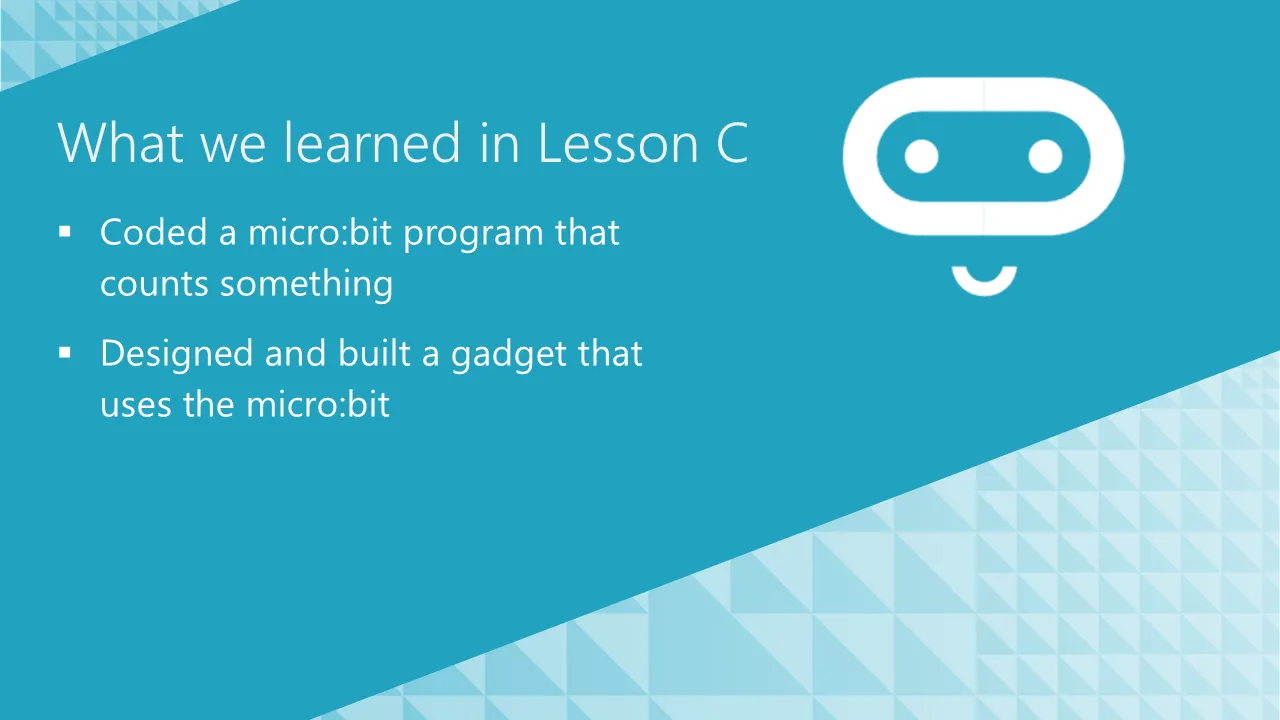 What we learned in Lesson C
▪ Coded a micro:bit program that
counts something
▪ Designed and built a gadget that
uses the micro:bit